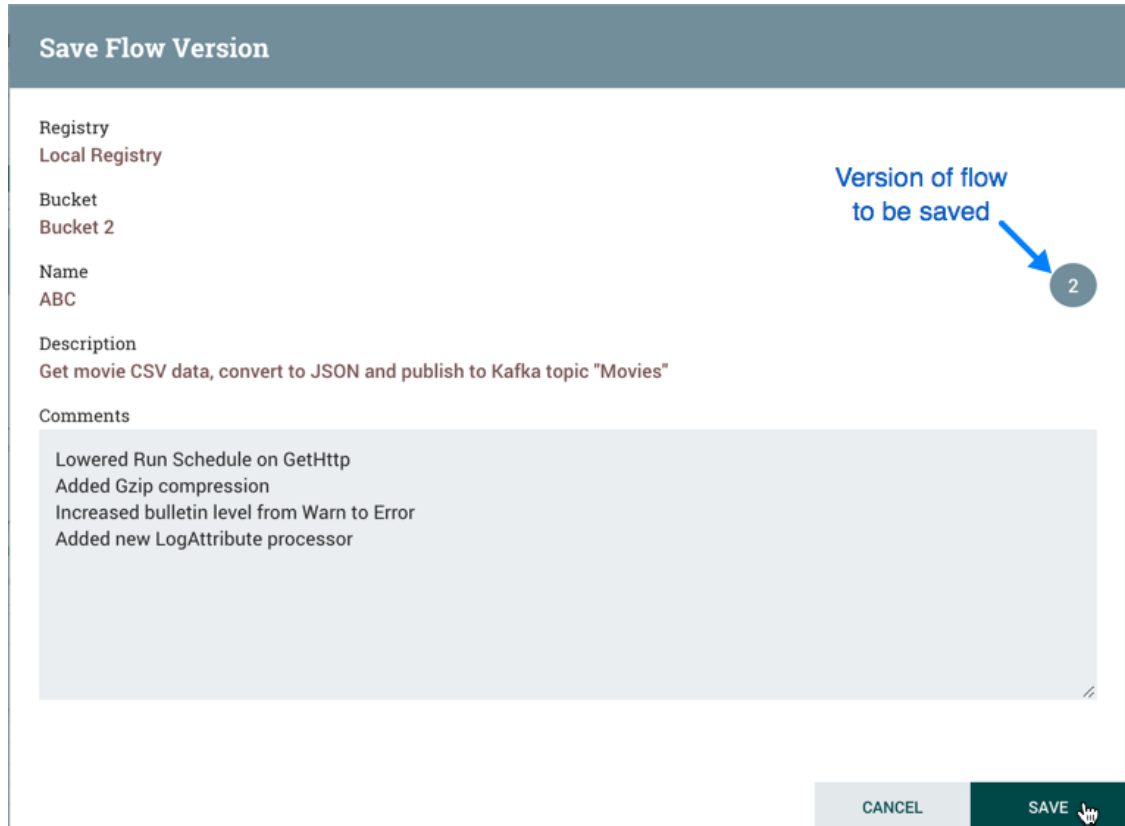 Save Flow Version
Registry
Local Registry
Bucket
Bucket 2
Name
ABC
Version of flow
to be saved
2
Description
Get movie CSV data, convert to JSON and publish to Kafka topic "Movies"
Comments
Lowered Run Schedule on GetHttp
Added Gzip compression
Increased bulletin level from Warn to Error
Added new LogAttribute processor
CANCEL
SAVE